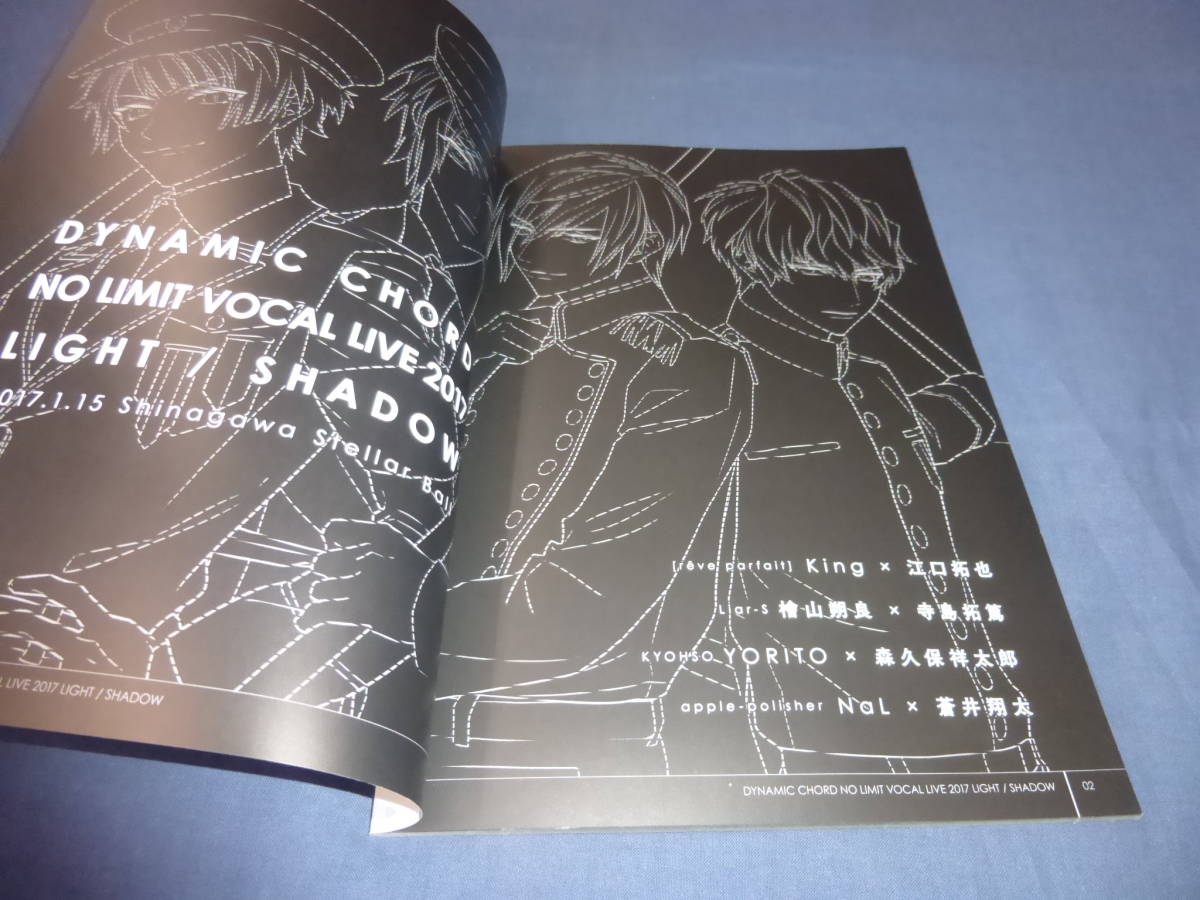 DYNAMIC CHORD
NO LIMIT VOCAL LIVE 2017
LIGHT / SHADOW
2017.1.15 Shinagawa Stellar Ball
LIVE 2017 LIGHT / SHADOW
[rêve parfait] King × 江口拓也
Liar-S 檜山朔良 × 寺島拓篤
KYOHSO YORITO × 森久保祥太郎
apple-polisher NaL × 蒼井翔太
DYNAMIC CHORD NO LIMIT VOCAL LIVE 2017 LIGHT / SHADOW 02